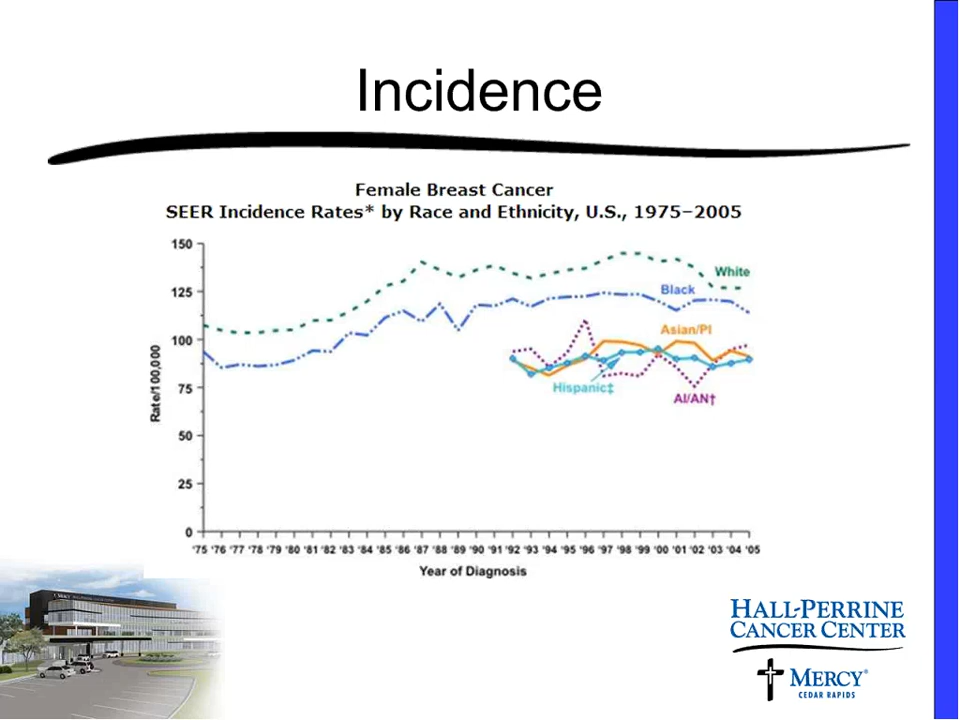 Incidence
Female Breast Cancer
SEER Incidence Rates* by Race and Ethnicity, U.S., 1975–2005
150
125
100
75
50
25
0
Rate/100,000
White
Black
Asian/PI
Hispanic‡
AI/AN†
'75 '76 '77 '78 '79 '80 '81 '82 '83 '84 '85 '86 '87 '88 '89 '90 '91 '92 '93 '94 '95 '96 '97 '98 '99 '00 '01 '02 '03 '04 '05
Year of Diagnosis
HALL-PERRINE
CANCER CENTER
MERCY®
CEDAR RAPIDS